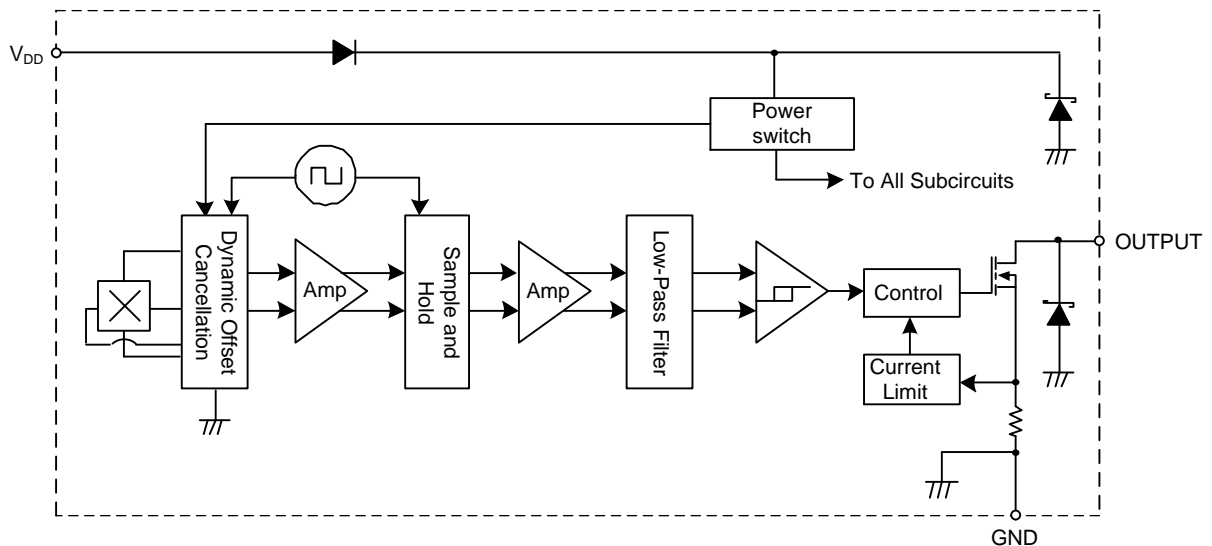 VDD
Power
switch
To All Subcircuits
Dynamic Offset
Cancellation
Amp
Sample and
Hold
Amp
Low-Pass Filter
Control
Current
Limit
OUTPUT
GND